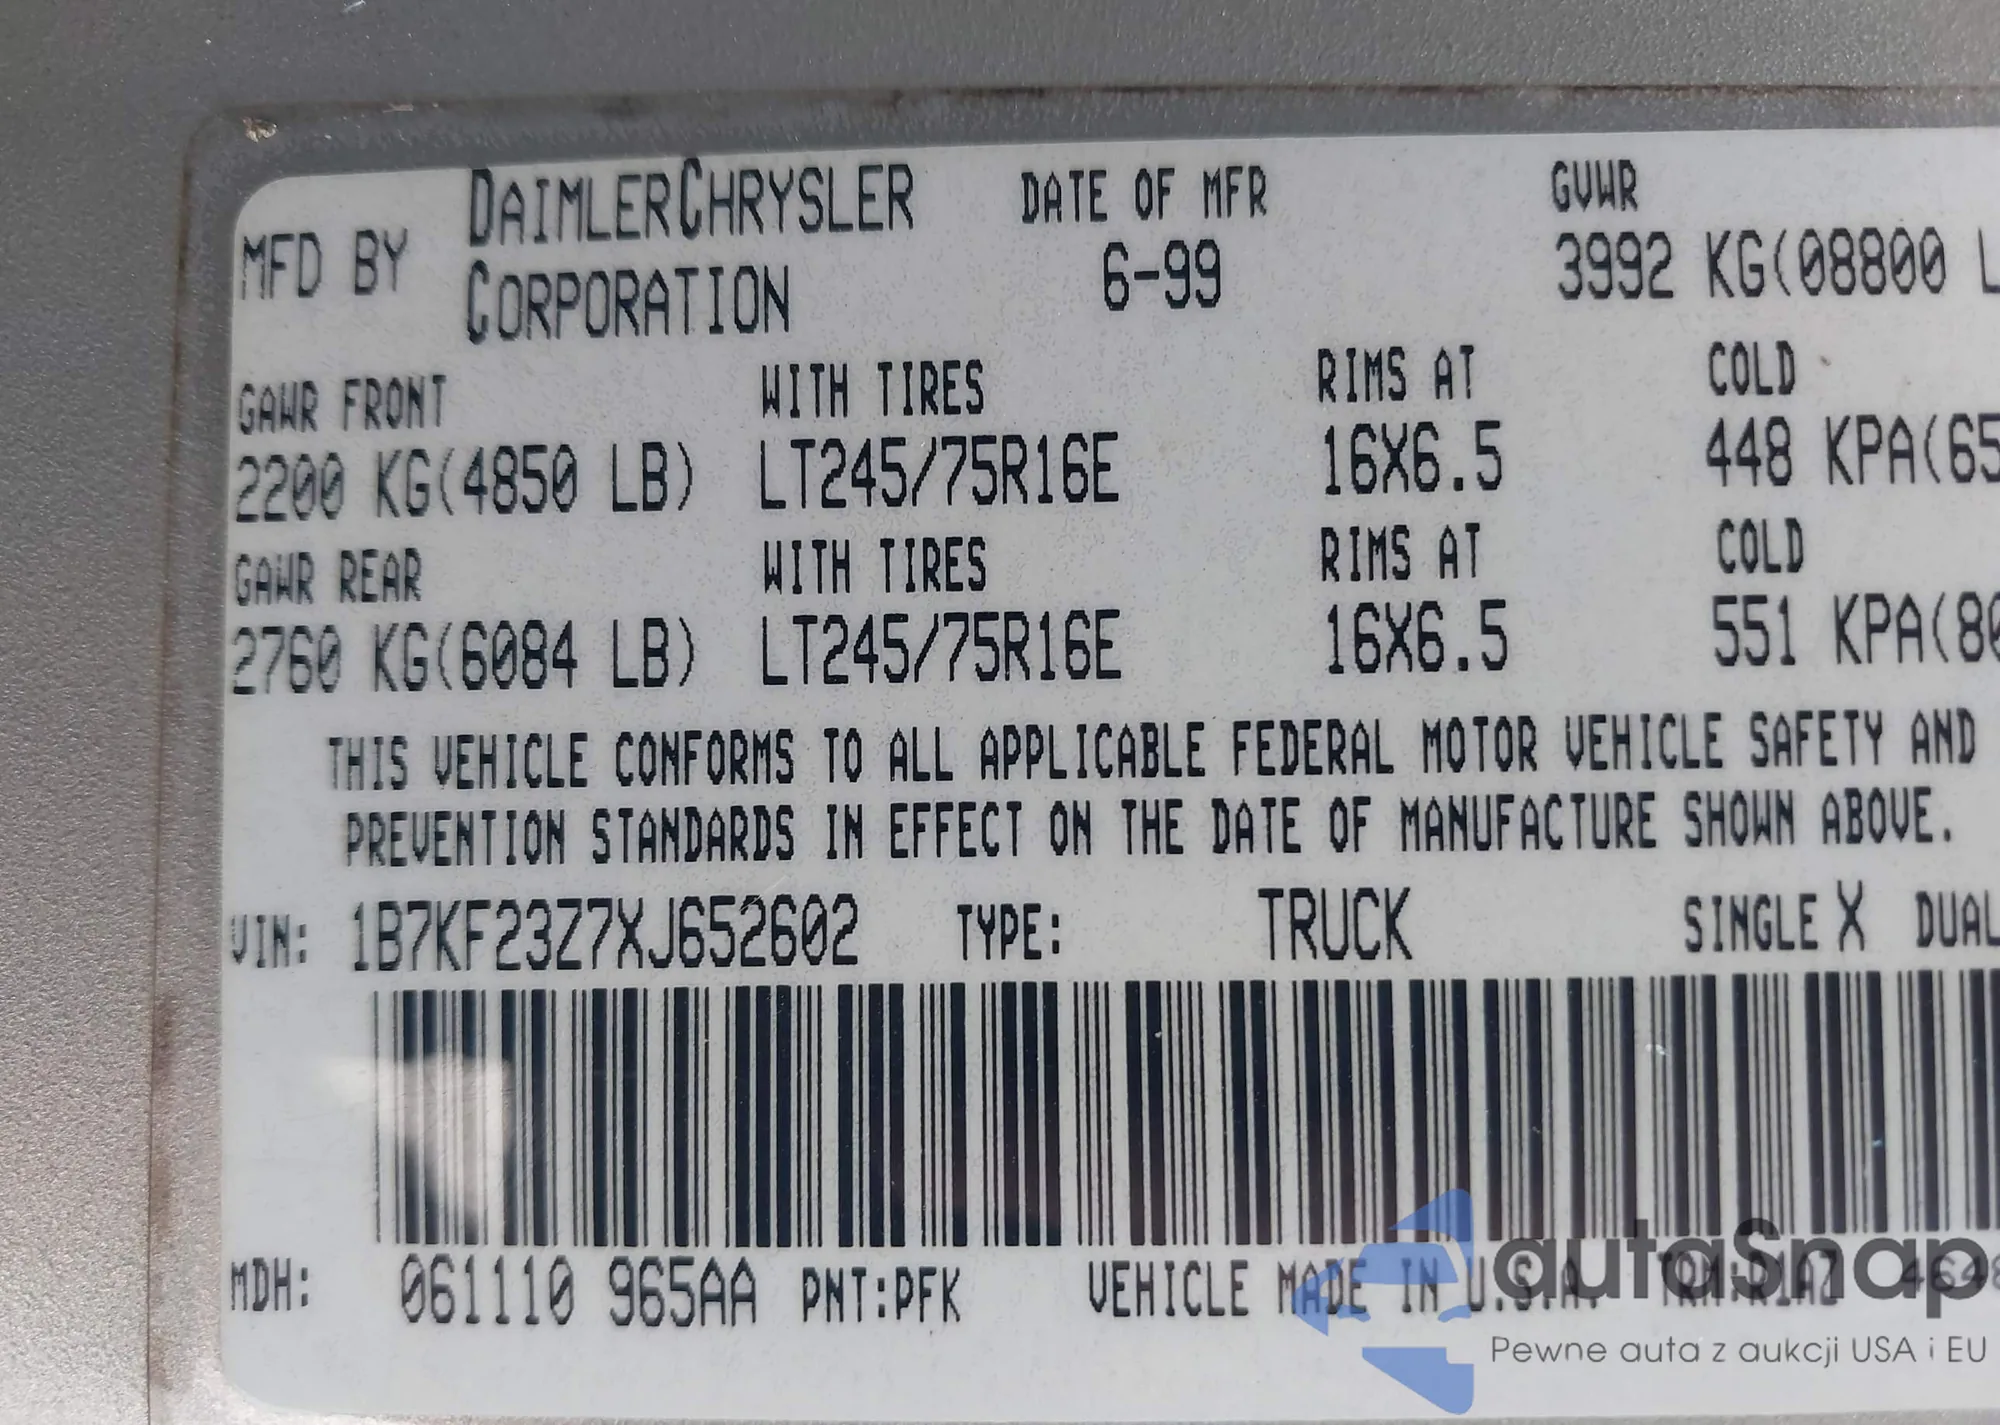 MFD BY DAIMLERCHRYSLER CORPORATION DATE OF MFR 6-99 GVWR 3992 KG(08800 L
GAWR FRONT WITH TIRES RIMS AT COLD
2200 KG(4850 LB) LT245/75R16E 16X6.5 448 KPA(65
GAWR REAR WITH TIRES RIMS AT COLD
2760 KG(6084 LB) LT245/75R16E 16X6.5 551 KPA(80
THIS VEHICLE CONFORMS TO ALL APPLICABLE FEDERAL MOTOR VEHICLE SAFETY AND
PREVENTION STANDARDS IN EFFECT ON THE DATE OF MANUFACTURE SHOWN ABOVE.
VIN: 1B7KF23Z7XJ652602 TYPE: TRUCK SINGLE X DUAL
MDH: 061110 965AA PNT:PFK VEHICLE MADE IN U.S.A. 4648
autaSnap
Pewne auta z aukcji USA i EU